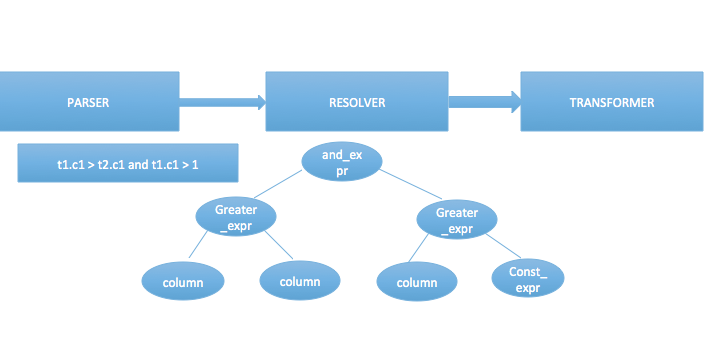 PARSER
RESOLVER
TRANSFORMER
t1.c1 > t2.c1 and t1.c1 > 1
and_ex
pr
Greater
_expr
Greater
_expr
column
column
column
Const_
expr